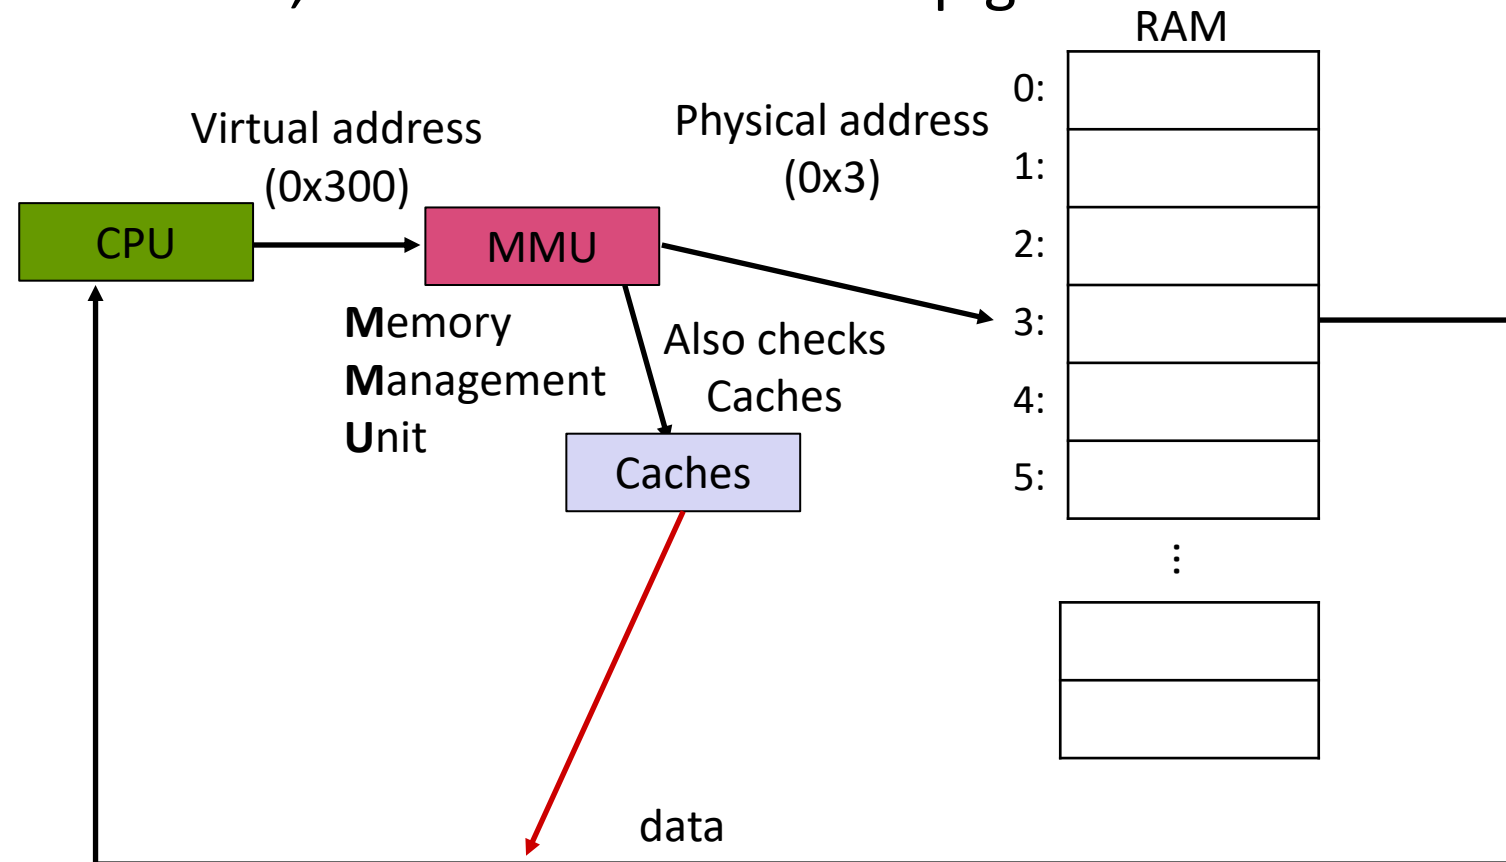 RAM
Virtual address
(0x300)
Physical address
(0x3)
CPU
MMU
Memory
Management
Unit
Also checks
Caches
Caches
0:
1:
2:
3:
4:
5:
...
data